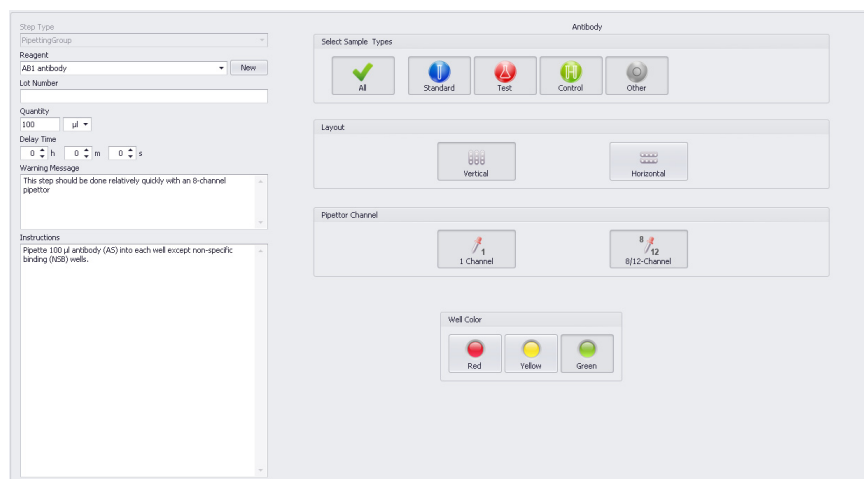 Step Type
PipettingGroup
Reagent
AB1 antibody
New
Lot Number
Quantity
100 µl
Delay Time
0 h 0 m 0 s
Warning Message
This step should be done relatively quickly with an 8-channel
pipettor
Instructions
Pipette 100 µl antibody (AS) into each well except non-specific
binding (NSB) wells.
Antibody
Select Sample Types
All Standard Test Control Other
Layout
Vertical Horizontal
Pipettor Channel
1
1 Channel
8 12
8/12-Channel
Well Color
Red Yellow Green